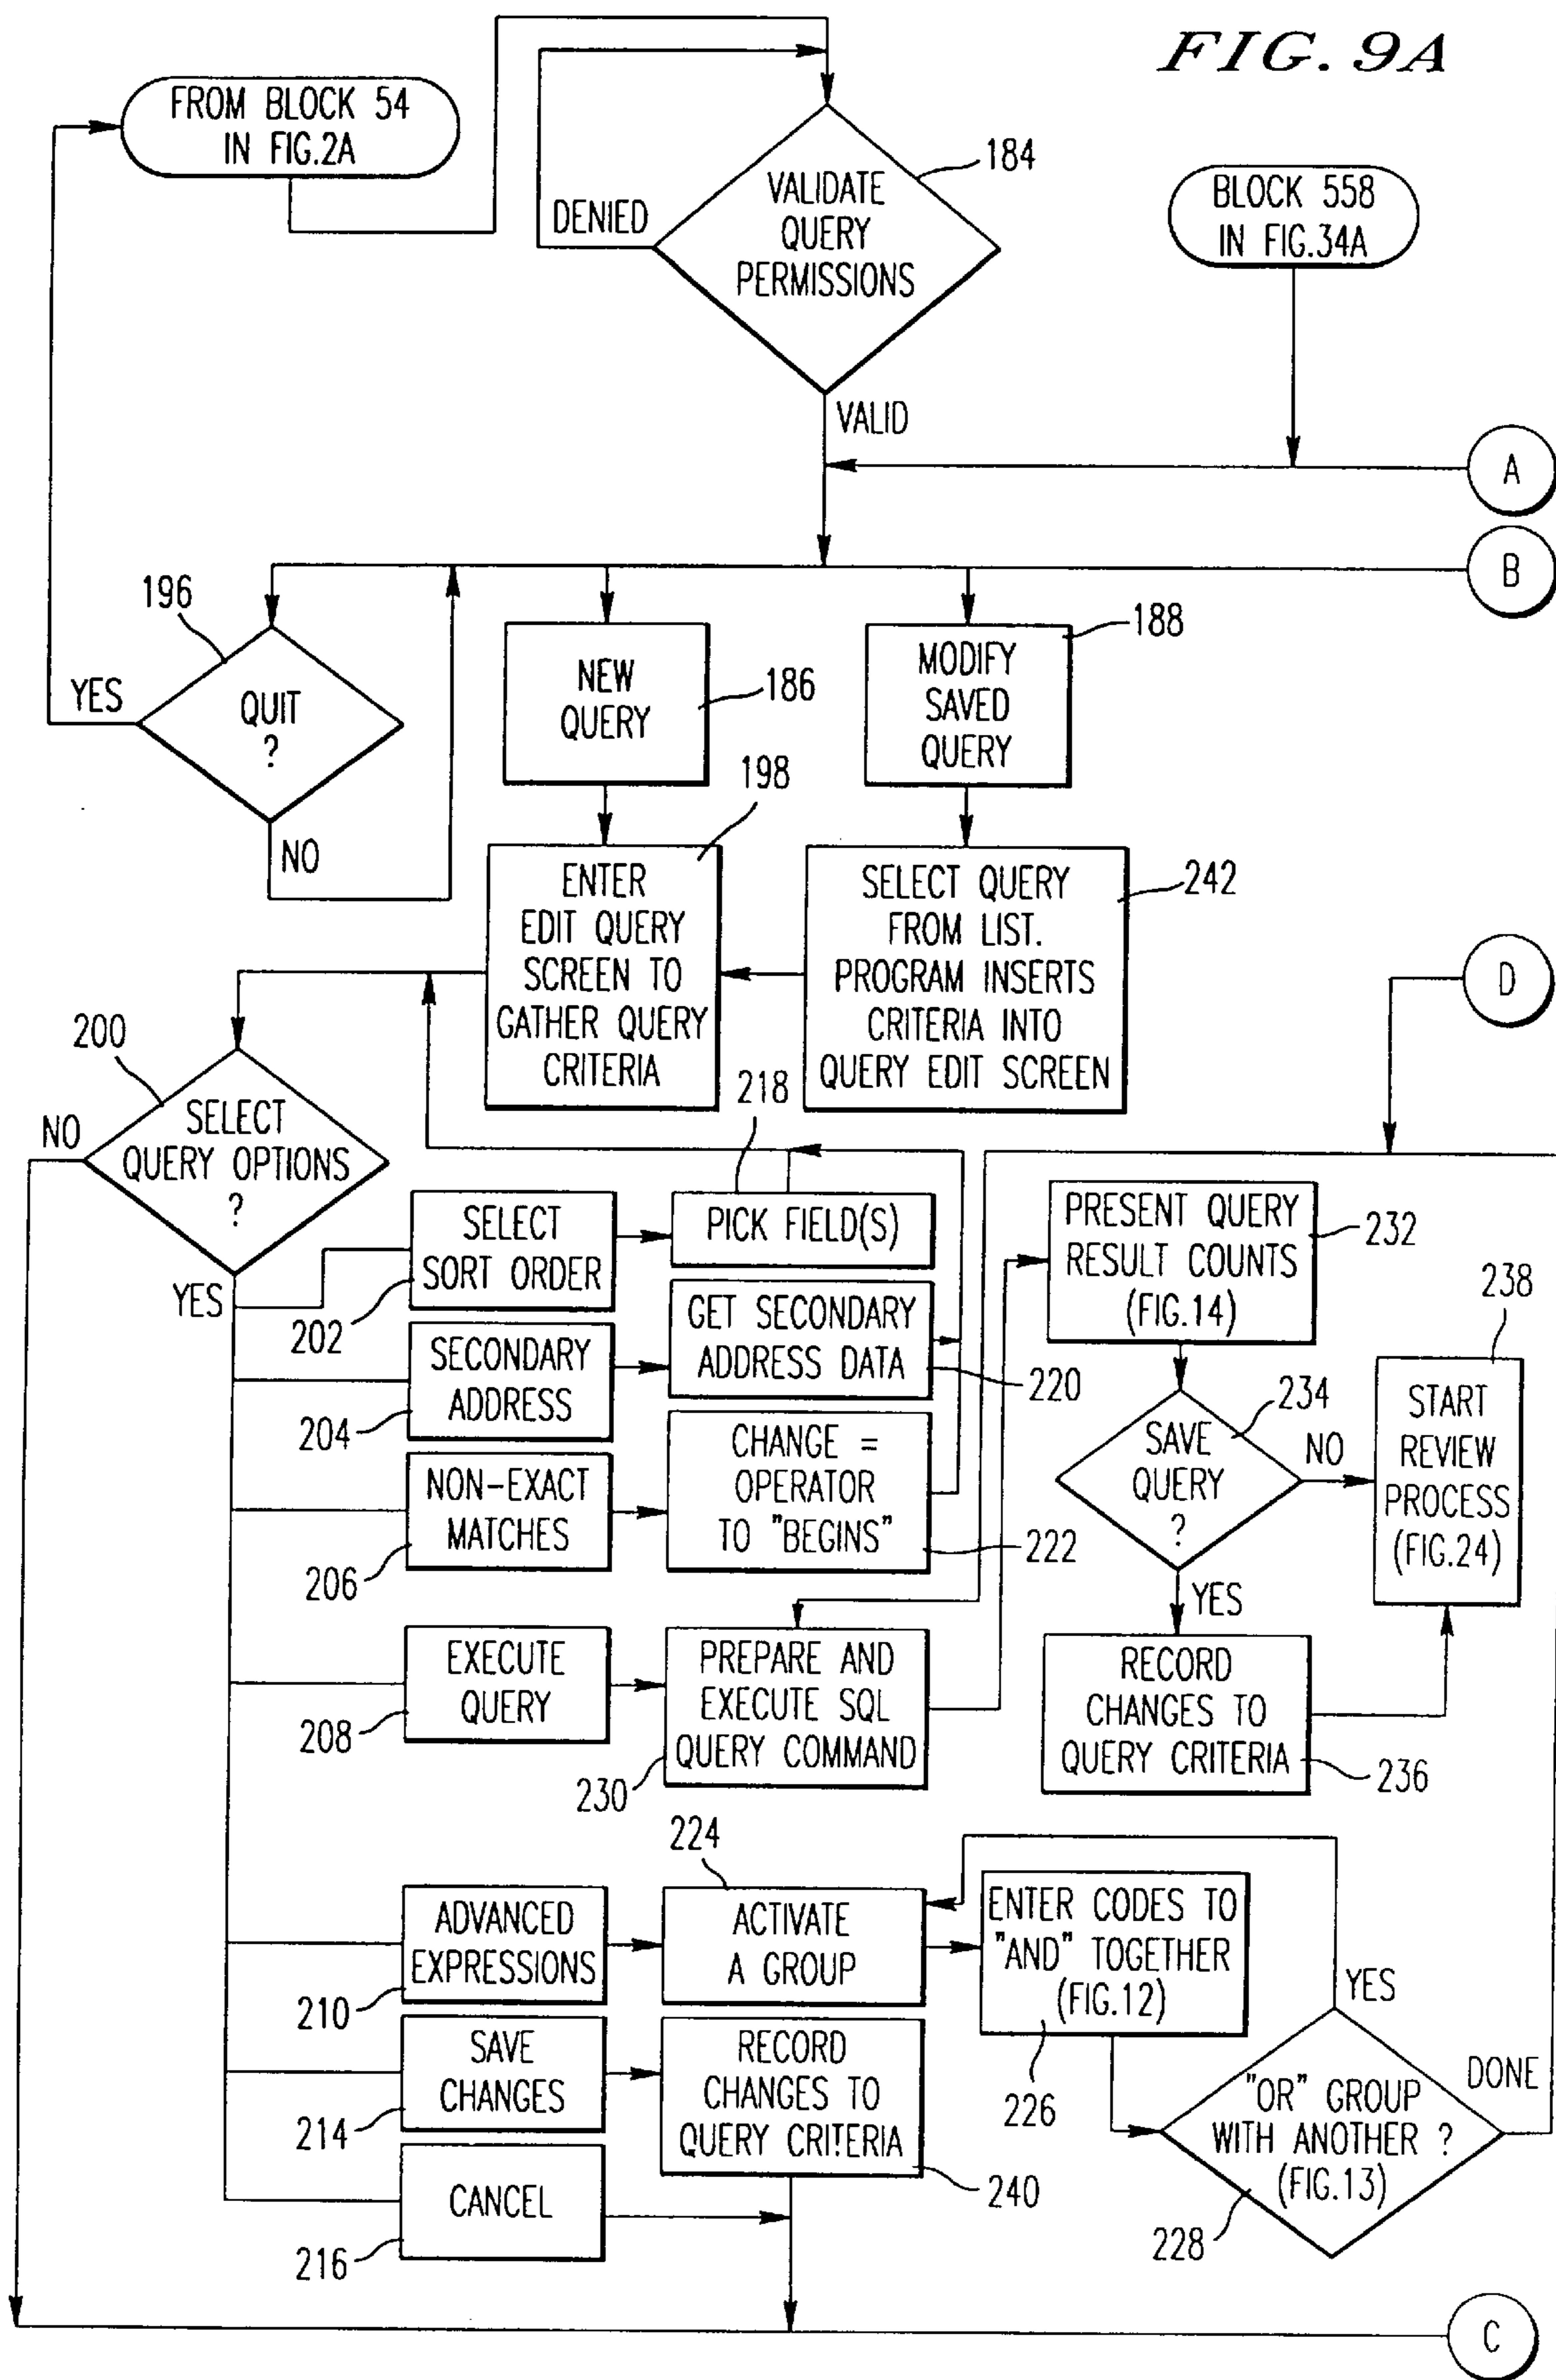 FIG. 9A
FROM BLOCK 54
IN FIG.2A
184
VALIDATE
QUERY
PERMISSIONS
DENIED
BLOCK 558
IN FIG.34A
VALID
A
B
196
QUIT
?
YES
NO
NEW
QUERY
186
MODIFY
SAVED
QUERY
188
198
ENTER
EDIT QUERY
SCREEN TO
GATHER QUERY
CRITERIA
SELECT QUERY
FROM LIST.
PROGRAM INSERTS
CRITERIA INTO
QUERY EDIT SCREEN
242
D
200
SELECT
QUERY OPTIONS
?
NO
YES
218
SELECT
SORT ORDER
202
PICK FIELD(S)
SECONDARY
ADDRESS
204
GET SECONDARY
ADDRESS DATA
220
NON-EXACT
MATCHES
206
CHANGE =
OPERATOR
TO "BEGINS"
222
PRESENT QUERY
RESULT COUNTS
(FIG.14)
232
238
234
SAVE
QUERY
?
NO
YES
START
REVIEW
PROCESS
(FIG.24)
EXECUTE
QUERY
208
PREPARE AND
EXECUTE SQL
QUERY COMMAND
230
RECORD
CHANGES TO
QUERY CRITERIA
236
224
ADVANCED
EXPRESSIONS
210
ACTIVATE
A GROUP
ENTER CODES TO
"AND" TOGETHER
(FIG.12)
226
YES
DONE
SAVE
CHANGES
214
RECORD
CHANGES TO
QUERY CRITERIA
240
"OR" GROUP
WITH ANOTHER ?
(FIG.13)
228
CANCEL
216
C